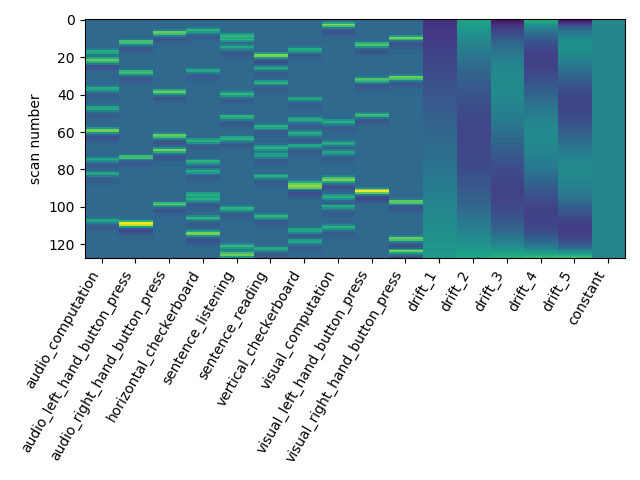 0
20
40
60
80
100
120
scan number
audio_computation
audio_left_hand_button_press
audio_right_hand_button_press
horizontal_checkerboard
sentence_listening
sentence_reading
vertical_checkerboard
visual_computation
visual_left_hand_button_press
visual_right_hand_button_press
drift_1
drift_2
drift_3
drift_4
drift_5
constant